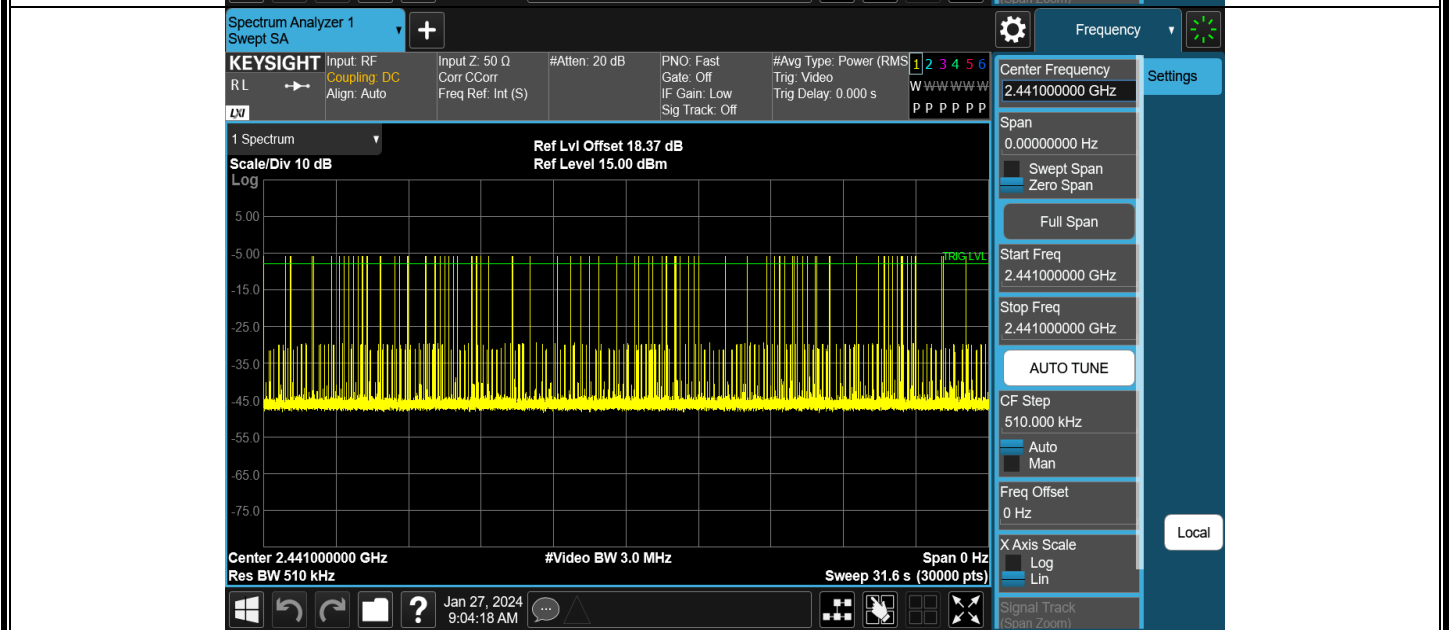 (Span Zoom)
Spectrum Analyzer 1
Swept SA
Frequency
KEYSIGHT
R L
LXI
Input: RF
Coupling: DC
Align: Auto
Input Z: 50 Ω
Corr CCorr
Freq Ref: Int (S)
#Atten: 20 dB
PNO: Fast
Gate: Off
IF Gain: Low
Sig Track: Off
#Avg Type: Power (RMS
Trig: Video
Trig Delay: 0.000 s
1 2 3 4 5 6
W W W W W W
P P P P P P
1 Spectrum
Scale/Div 10 dB
Ref Lvl Offset 18.37 dB
Ref Level 15.00 dBm
Log
5.00
-5.00
-15.0
-25.0
-35.0
-45.0
-55.0
-65.0
-75.0
TRIG LVL
Center 2.441000000 GHz
Res BW 510 kHz
#Video BW 3.0 MHz
Span 0 Hz
Sweep 31.6 s (30000 pts)
Jan 27, 2024
9:04:18 AM
Center Frequency
2.441000000 GHz
Settings
Span
0.00000000 Hz
Swept Span
Zero Span
Full Span
Start Freq
2.441000000 GHz
Stop Freq
2.441000000 GHz
AUTO TUNE
CF Step
510.000 kHz
Auto
Man
Freq Offset
0 Hz
Local
X Axis Scale
Log
Lin
Signal Track
(Span Zoom)